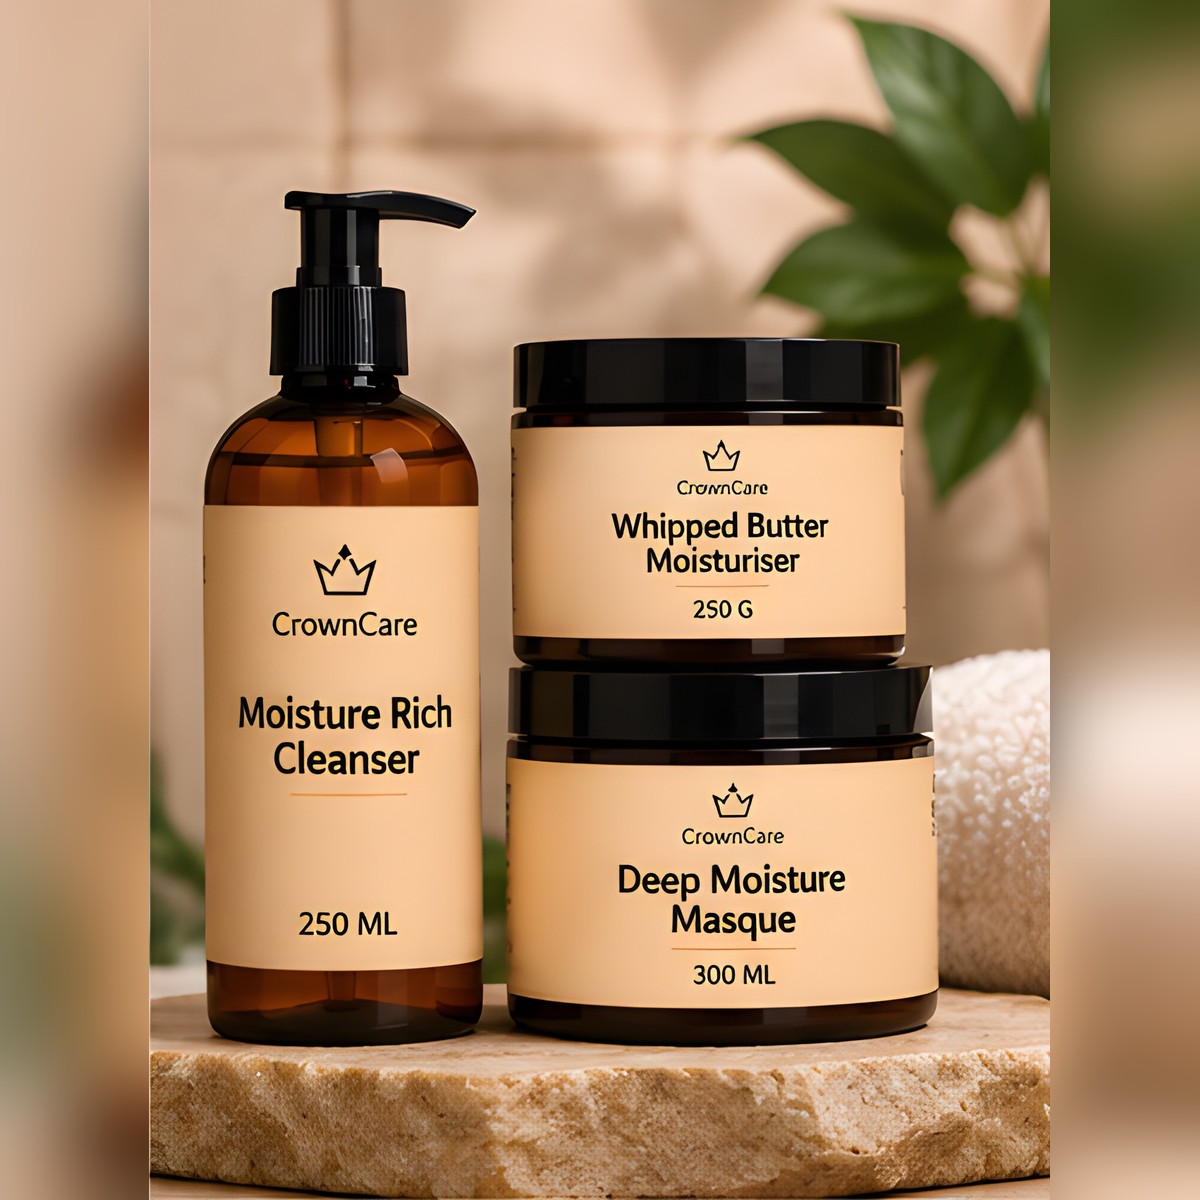 CrownCare
Moisture Rich
Cleanser
250 ML
CrownCare
Whipped Butter
Moisturiser
250 G
CrownCare
Deep Moisture
Masque
300 ML